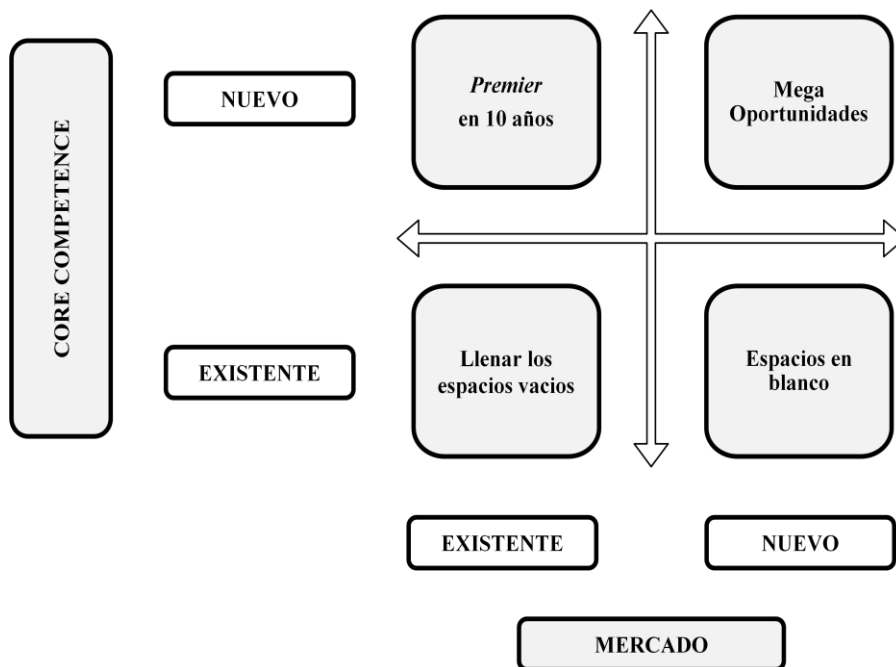 CORE COMPETENCE
NUEVO
Premier
en 10 años
Mega
Oportunidades
EXISTENTE
Llenar los
espacios vacios
Espacios en
blanco
EXISTENTE
NUEVO
MERCADO